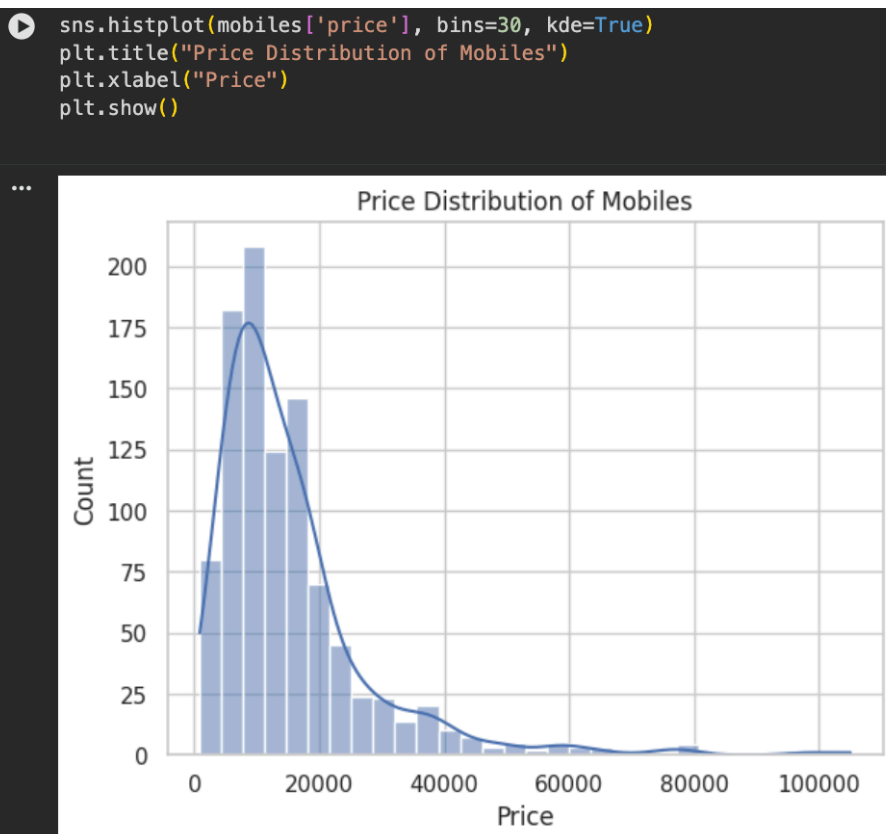 sns.histplot(mobiles['price'], bins=30, kde=True)
plt.title("Price Distribution of Mobiles")
plt.xlabel("Price")
plt.show()
Price Distribution of Mobiles
200
175
150
125
100
75
50
25
0
Count
0 20000 40000 60000 80000 100000
Price